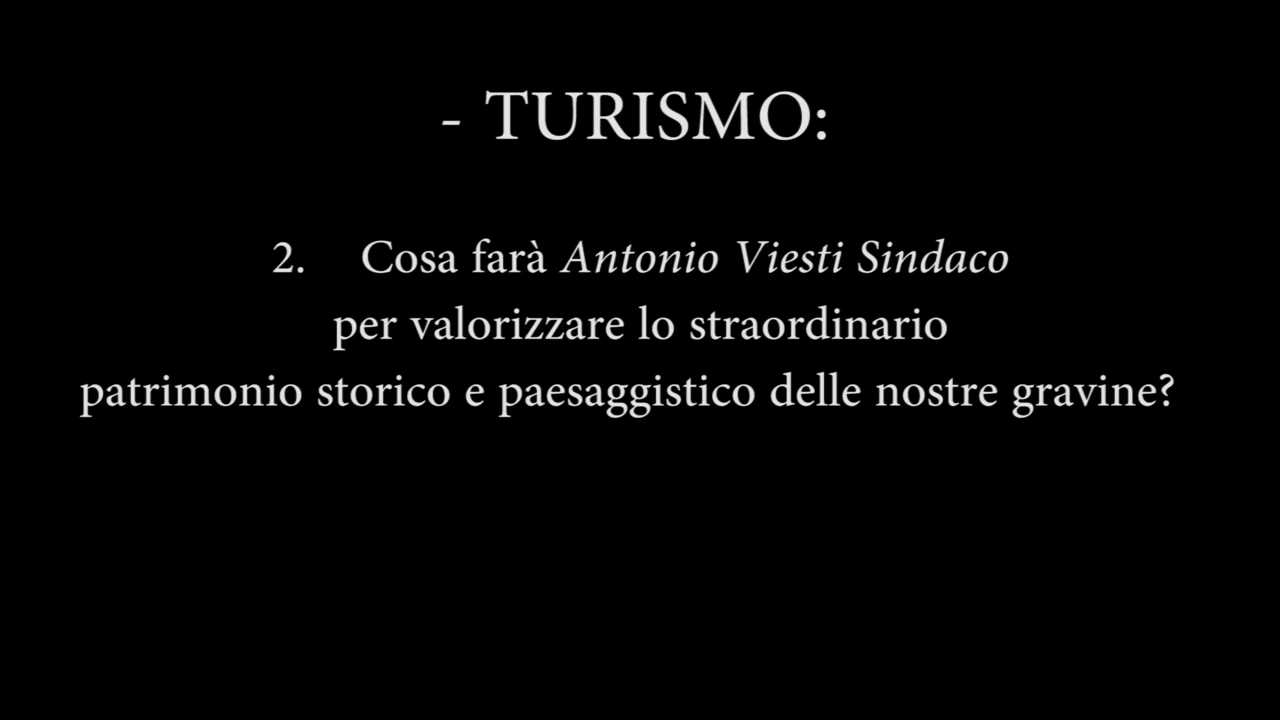 - TURISMO:
2. Cosa farà Antonio Viesti Sindaco
per valorizzare lo straordinario
patrimonio storico e paesaggistico delle nostre gravine?